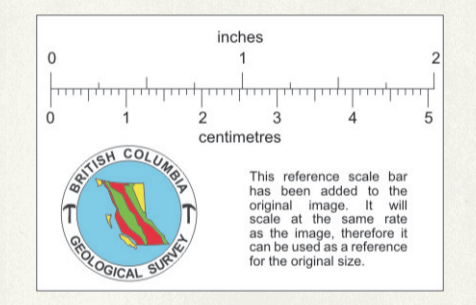 inches
0 1 2
0 1 2 3 4 5
centimetres
BRITISH COLUMBIA
GEOLOGICAL SURVEY
This reference scale bar
has been added to the
original image. It will
scale at the same rate
as the image, therefore it
can be used as a reference
for the original size.